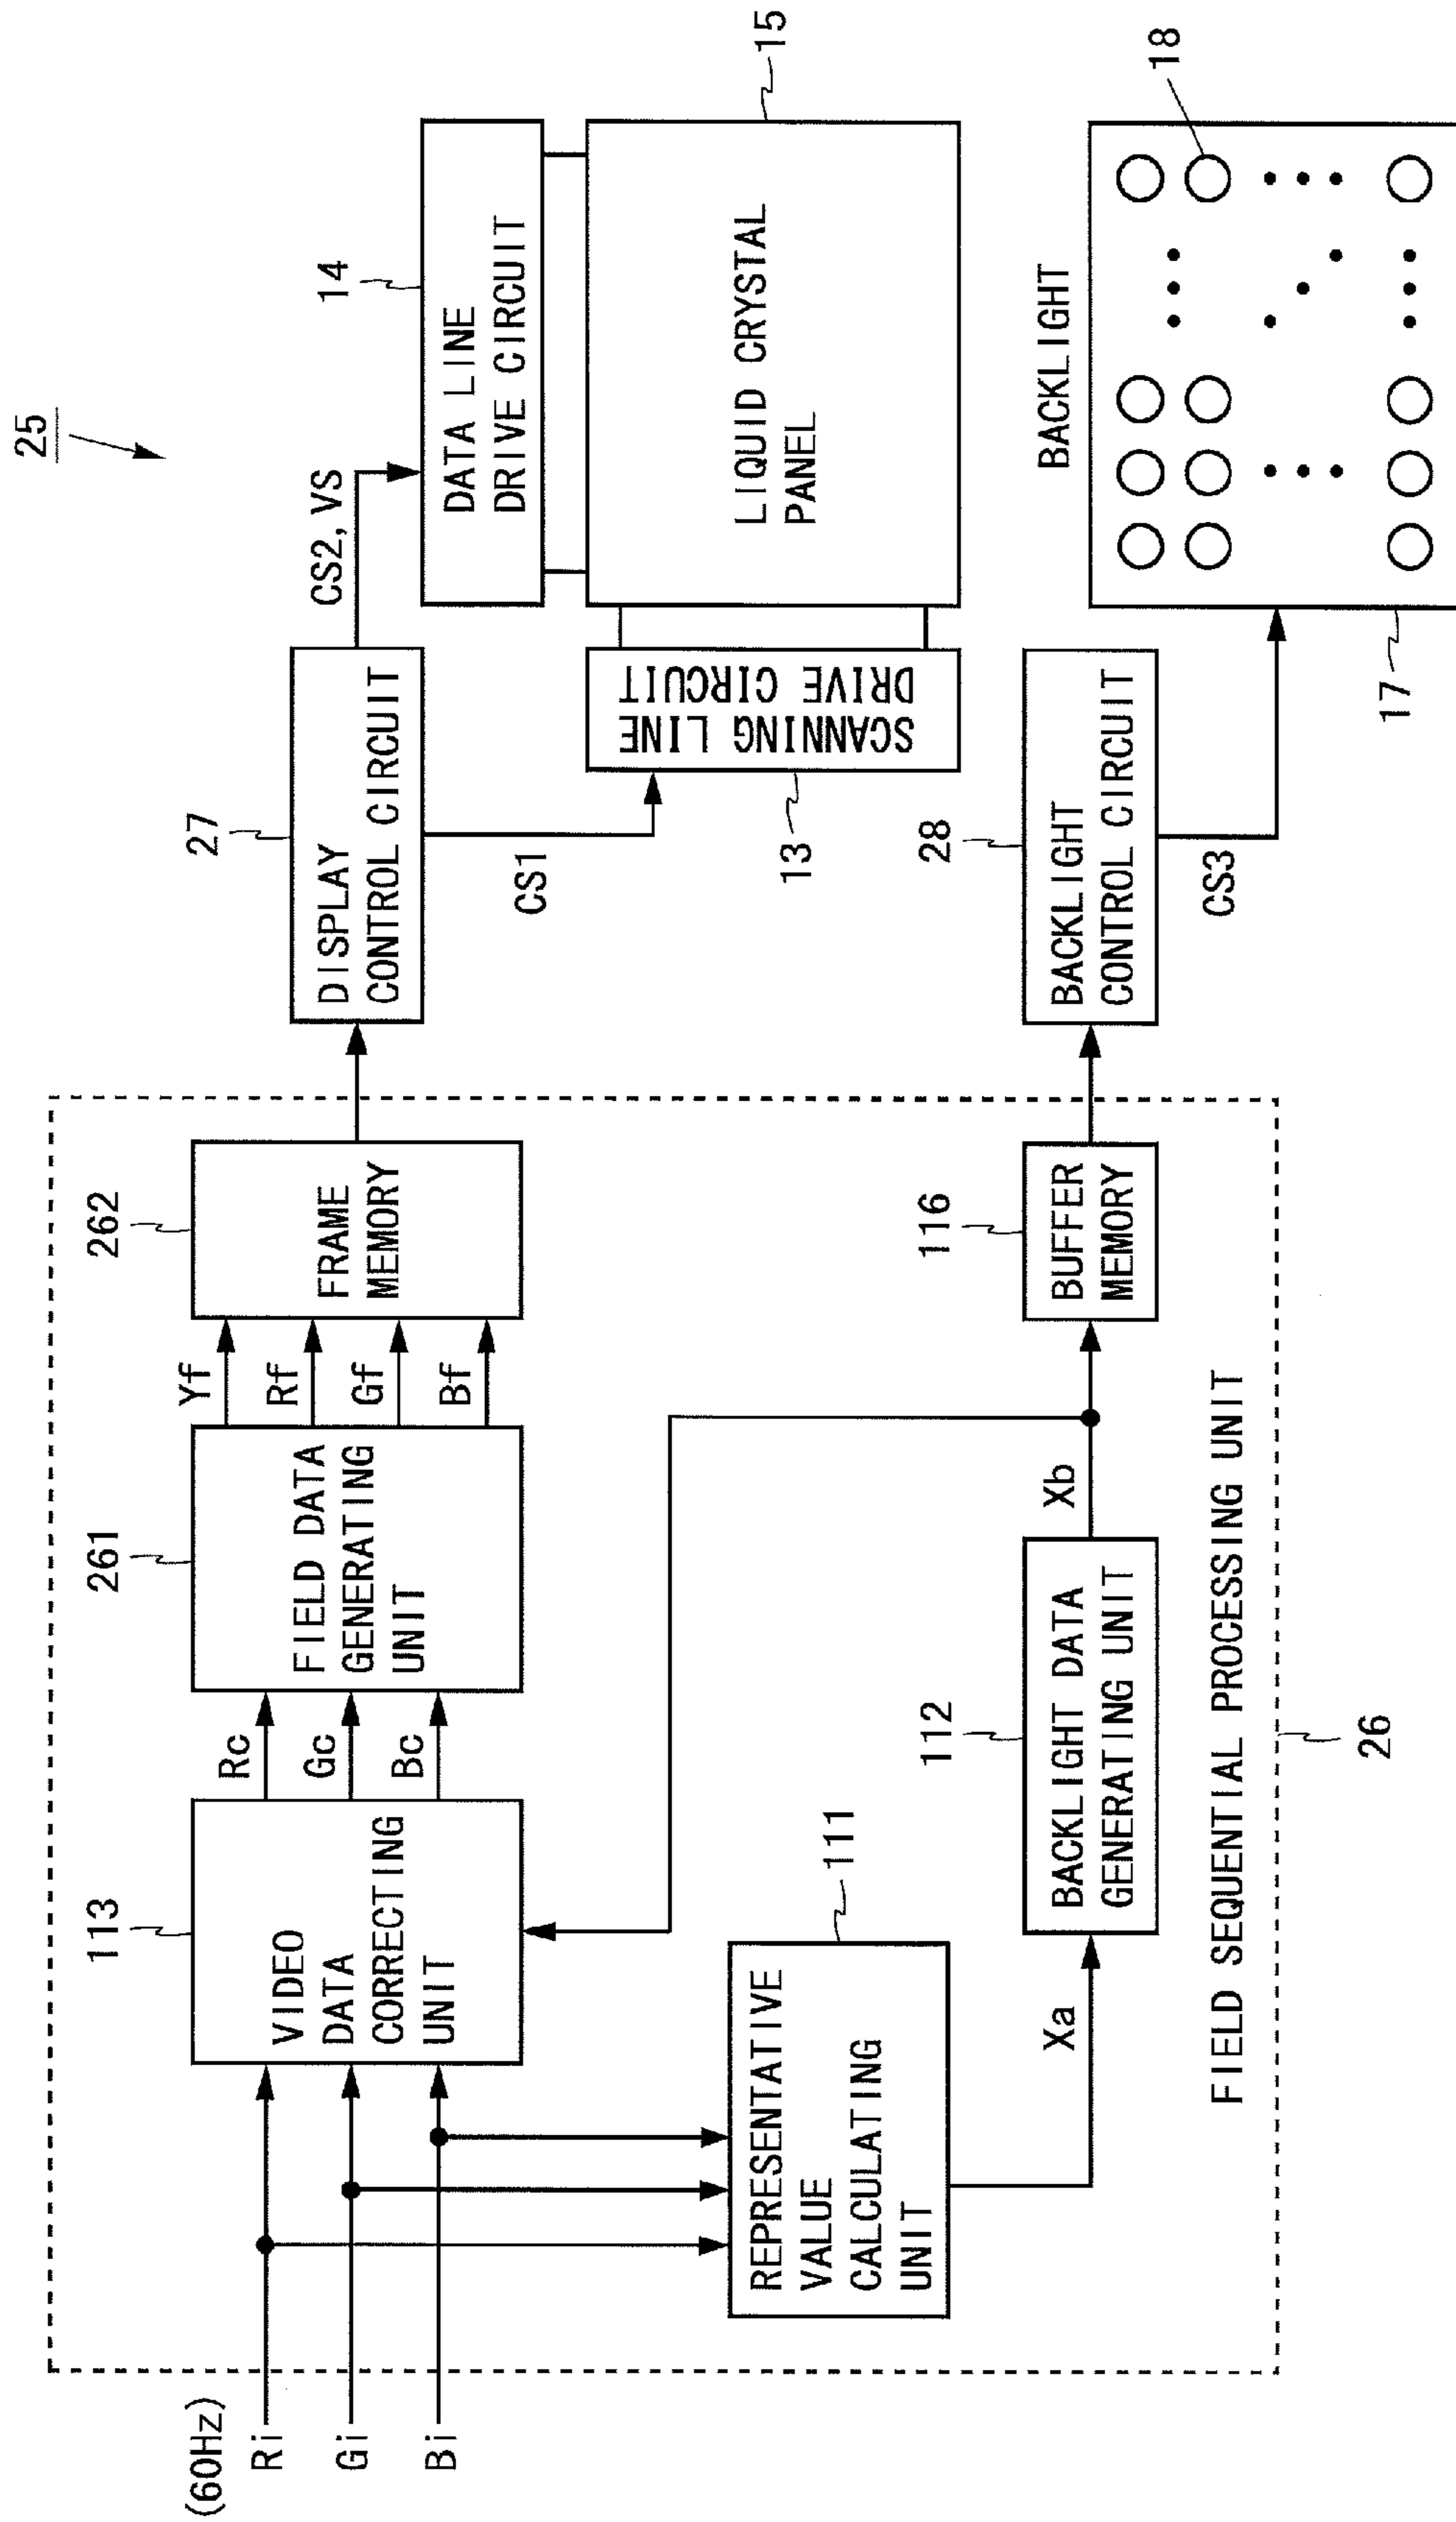 25
(60Hz)
Ri
Gi
Bi
113
VIDEO
DATA
CORRECTING
UNIT
Rc
Gc
Bc
261
FIELD DATA
GENERATING
UNIT
Yf
Rf
Gf
Bf
262
FRAME
MEMORY
27
DISPLAY
CONTROL CIRCUIT
CS2, VS
CS1
14
DATA LINE
DRIVE CIRCUIT
13
SCANNING LINE
DRIVE CIRCUIT
LIQUID CRYSTAL
PANEL
15
111
REPRESENTATIVE
VALUE
CALCULATING
UNIT
Xa
112
BACKLIGHT DATA
GENERATING UNIT
Xb
116
BUFFER
MEMORY
28
BACKLIGHT
CONTROL CIRCUIT
CS3
BACKLIGHT
18
17
FIELD SEQUENTIAL PROCESSING UNIT
26